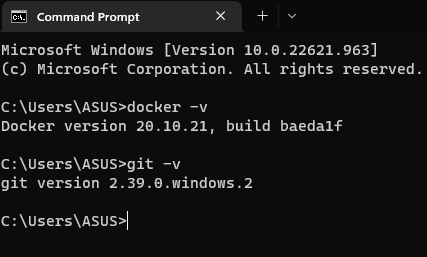 Command Prompt
Microsoft Windows [Version 10.0.22621.963]
(c) Microsoft Corporation. All rights reserved.
C:\Users\ASUS>docker -v
Docker version 20.10.21, build baeda1f
C:\Users\ASUS>git -v
git version 2.39.0.windows.2
C:\Users\ASUS>